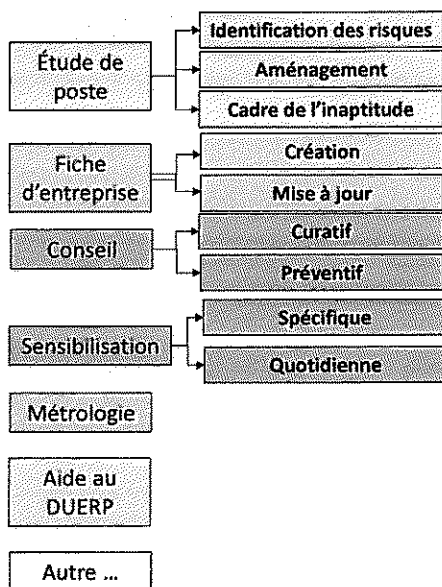 Étude de
poste
Identification des risques
Aménagement
Cadre de l'inaptitude
Fiche
d'entreprise
Création
Mise à jour
Conseil
Curatif
Préventif
Sensibilisation
Spécifique
Quotidienne
Métrologie
Aide au
DUERP
Autre ...